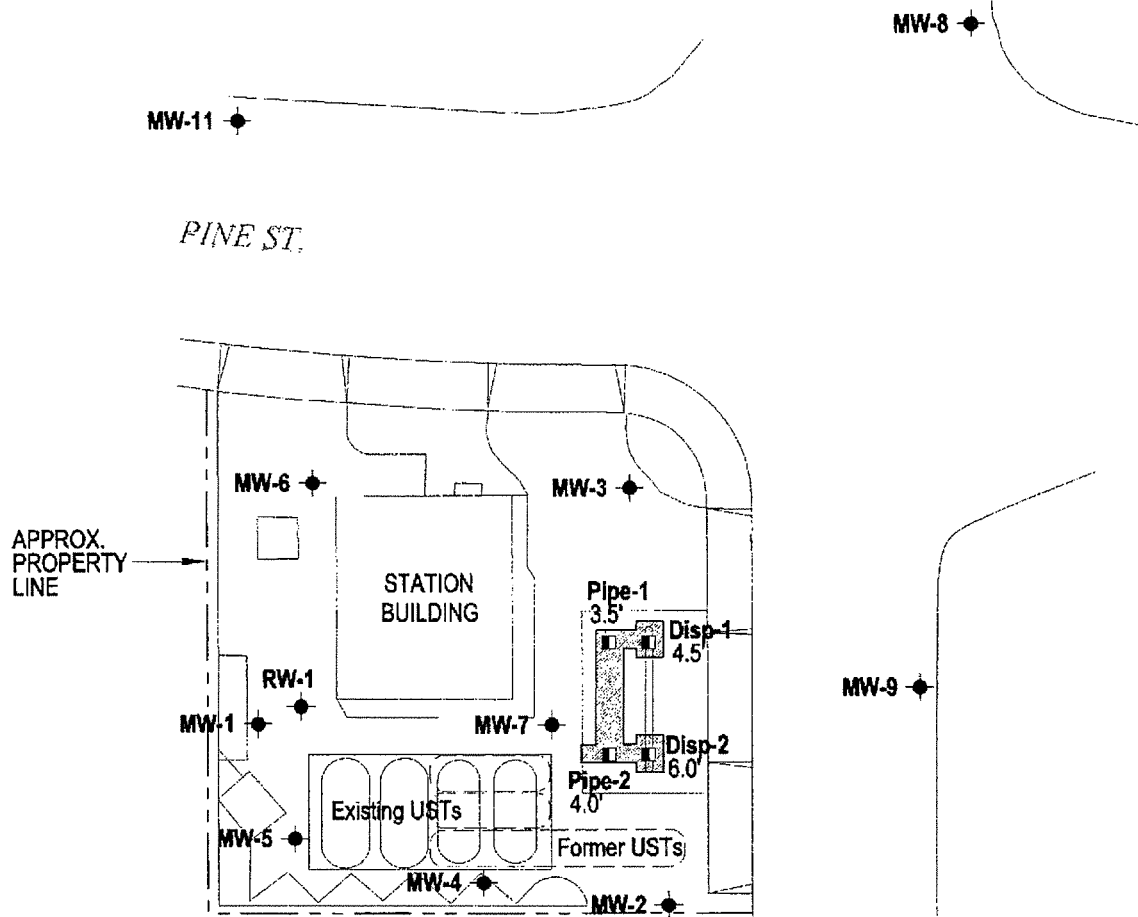 MW-8
MW-11
PINE ST.
MW-6
MW-3
APPROX.
PROPERTY
LINE
STATION
BUILDING
Pipe-1
3.5'
Disp-1
4.5'
RW-1
MW-9
MW-1
MW-7
Disp-2
6.0'
Pipe-2
4.0'
Existing USTs
MW-5
Former USTs
MW-4
MW-2